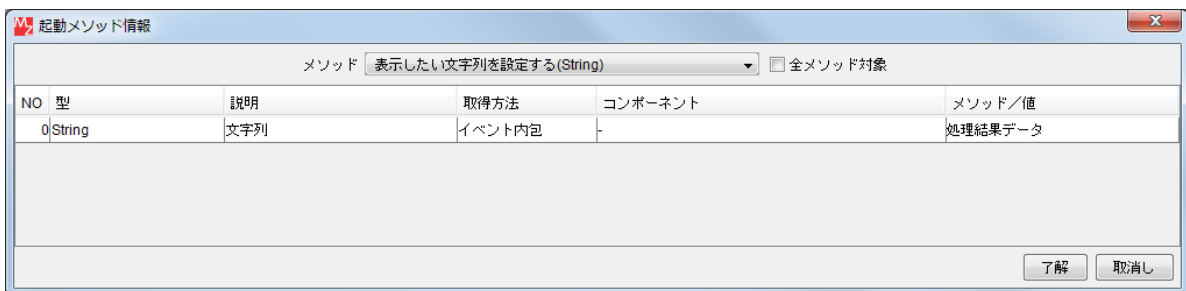 起動メソッド情報
メソッド 表示したい文字列を設定する(String) 全メソッド対象
NO 型 説明 取得方法 コンポーネント メソッド／値
0 String 文字列 イベント内包 - 処理結果データ
了解 取消し